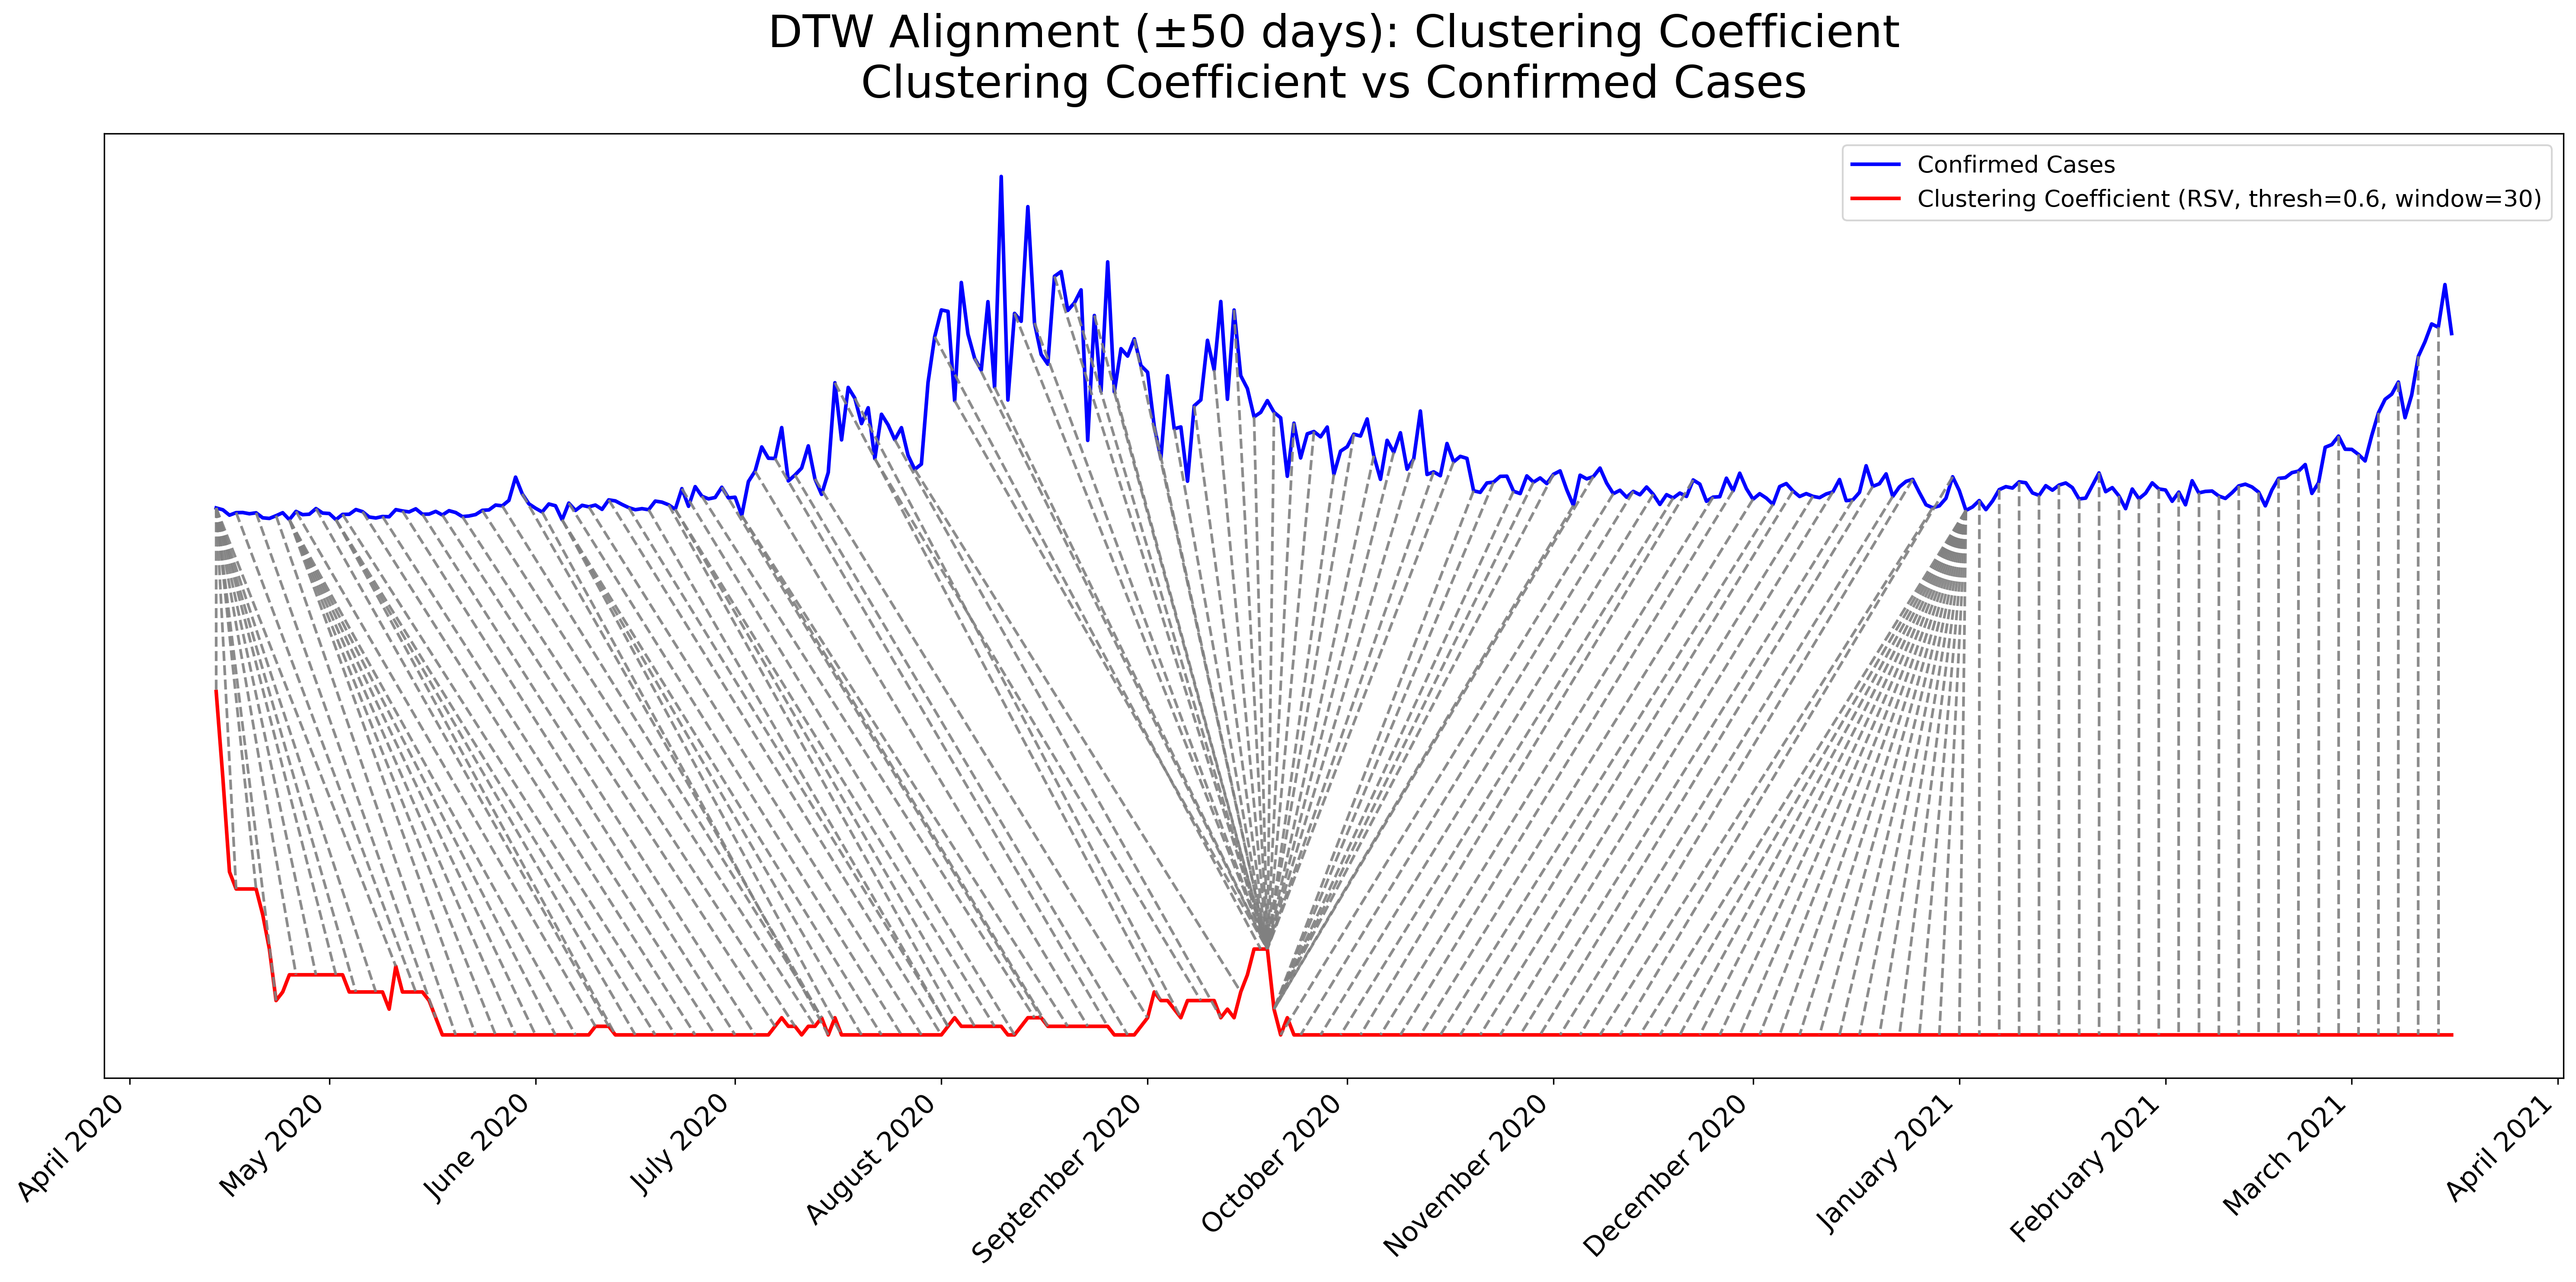 DTW Alignment (±50 days): Clustering Coefficient
Clustering Coefficient vs Confirmed Cases
Confirmed Cases
Clustering Coefficient (RSV, thresh=0.6, window=30)
April 2020
May 2020
June 2020
July 2020
August 2020
September 2020
October 2020
November 2020
December 2020
January 2021
February 2021
March 2021
April 2021